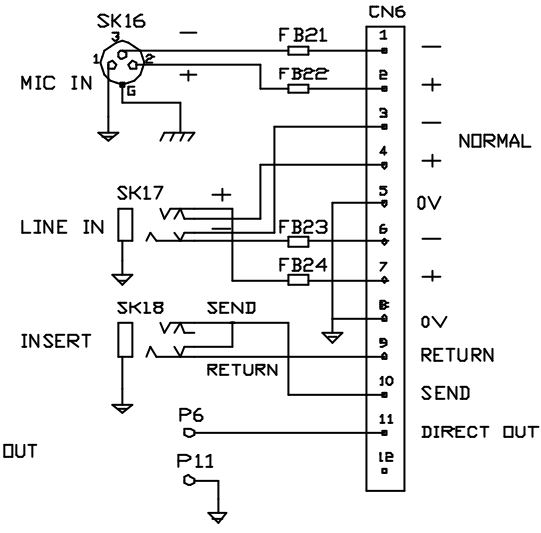 CN6
SK16
3
FB21
1
−
1
2
−
FB22
2
MIC IN
+
+
G
3
−
NORMAL
4
+
SK17
+
5
0V
LINE IN
−
FB23
6
−
FB24
7
+
SK18
SEND
8
0V
INSERT
9
RETURN
RETURN
10
SEND
P6
11
DIRECT OUT
OUT
P11
12